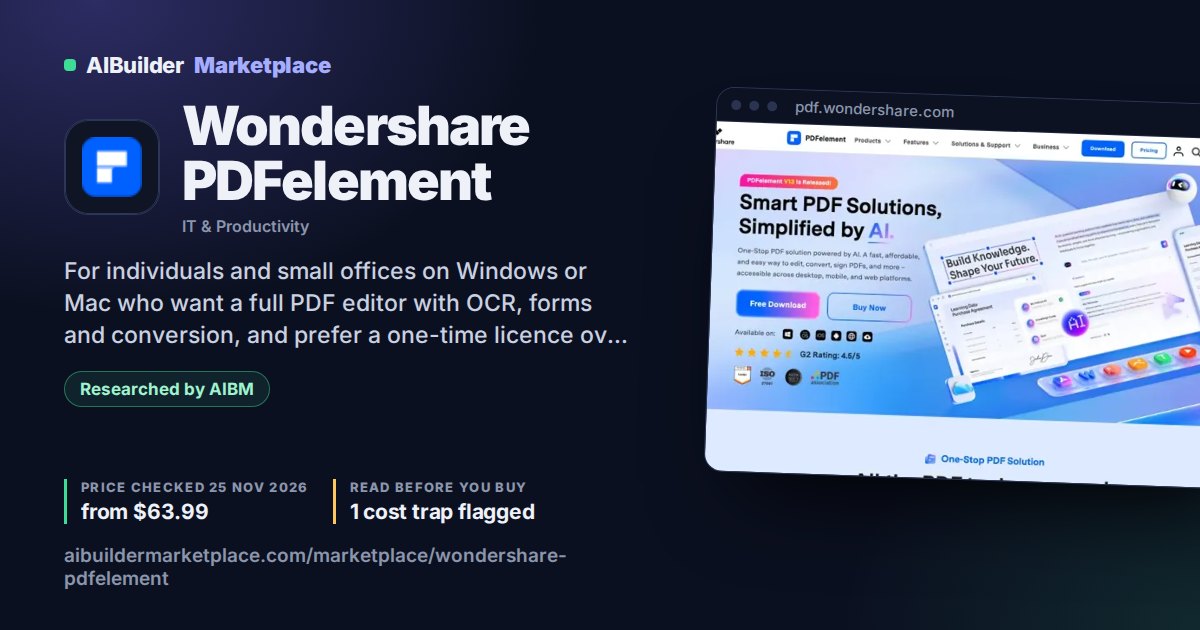 AIBuilder Marketplace
Wondershare
PDFelement
IT & Productivity
For individuals and small offices on Windows or
Mac who want a full PDF editor with OCR, forms
and conversion, and prefer a one-time licence ov...
Researched by AIBM
PRICE CHECKED 25 NOV 2026
from $63.99
READ BEFORE YOU BUY
1 cost trap flagged
aibuildermarketplace.com/marketplace/wondershare-
pdfelement
pdf.wondershare.com
PDFelement Products Features Solutions & Support Business Download Pricing
PDFelement V12 is Released!
Smart PDF Solutions,
Simplified by AI.
One-Stop PDF solution powered by AI. A fast, affordable,
and easy way to edit, convert, sign PDFs, and more –
accessible across desktop, mobile, and web platforms.
Free Download Buy Now
Available on:
G2 Rating: 4.5/5
ISO
PDF
association
Build Knowledge.
Shape Your Future.
AI
One-Stop PDF Solution